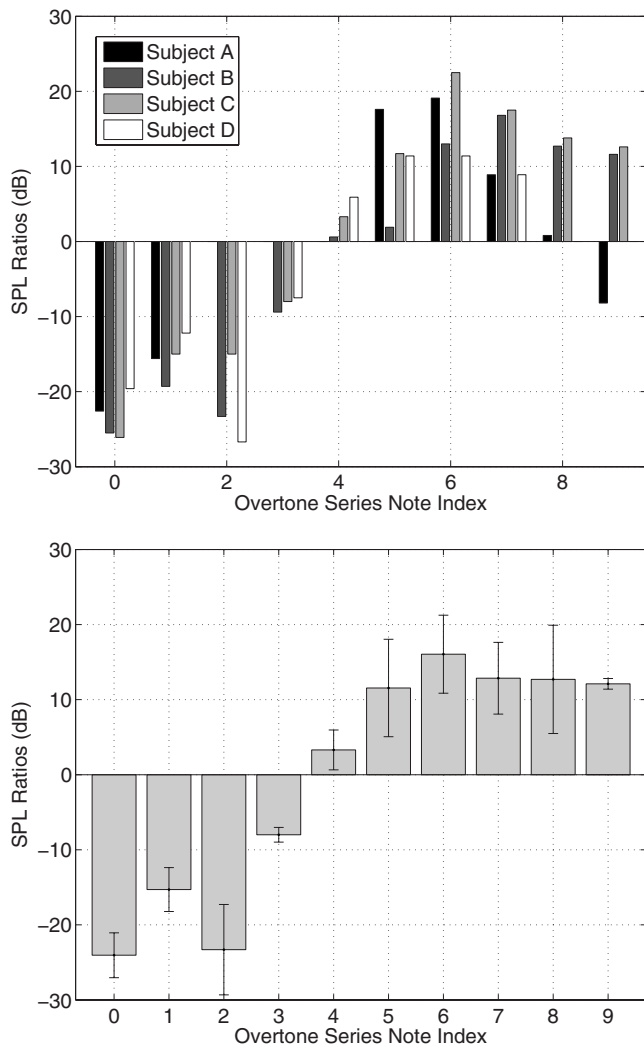 30
20
10
0
−10
−20
−30
SPL Ratios (dB)
Subject A
Subject B
Subject C
Subject D
0 2 4 6 8
Overtone Series Note Index
30
20
10
0
−10
−20
−30
SPL Ratios (dB)
0 1 2 3 4 5 6 7 8 9
Overtone Series Note Index